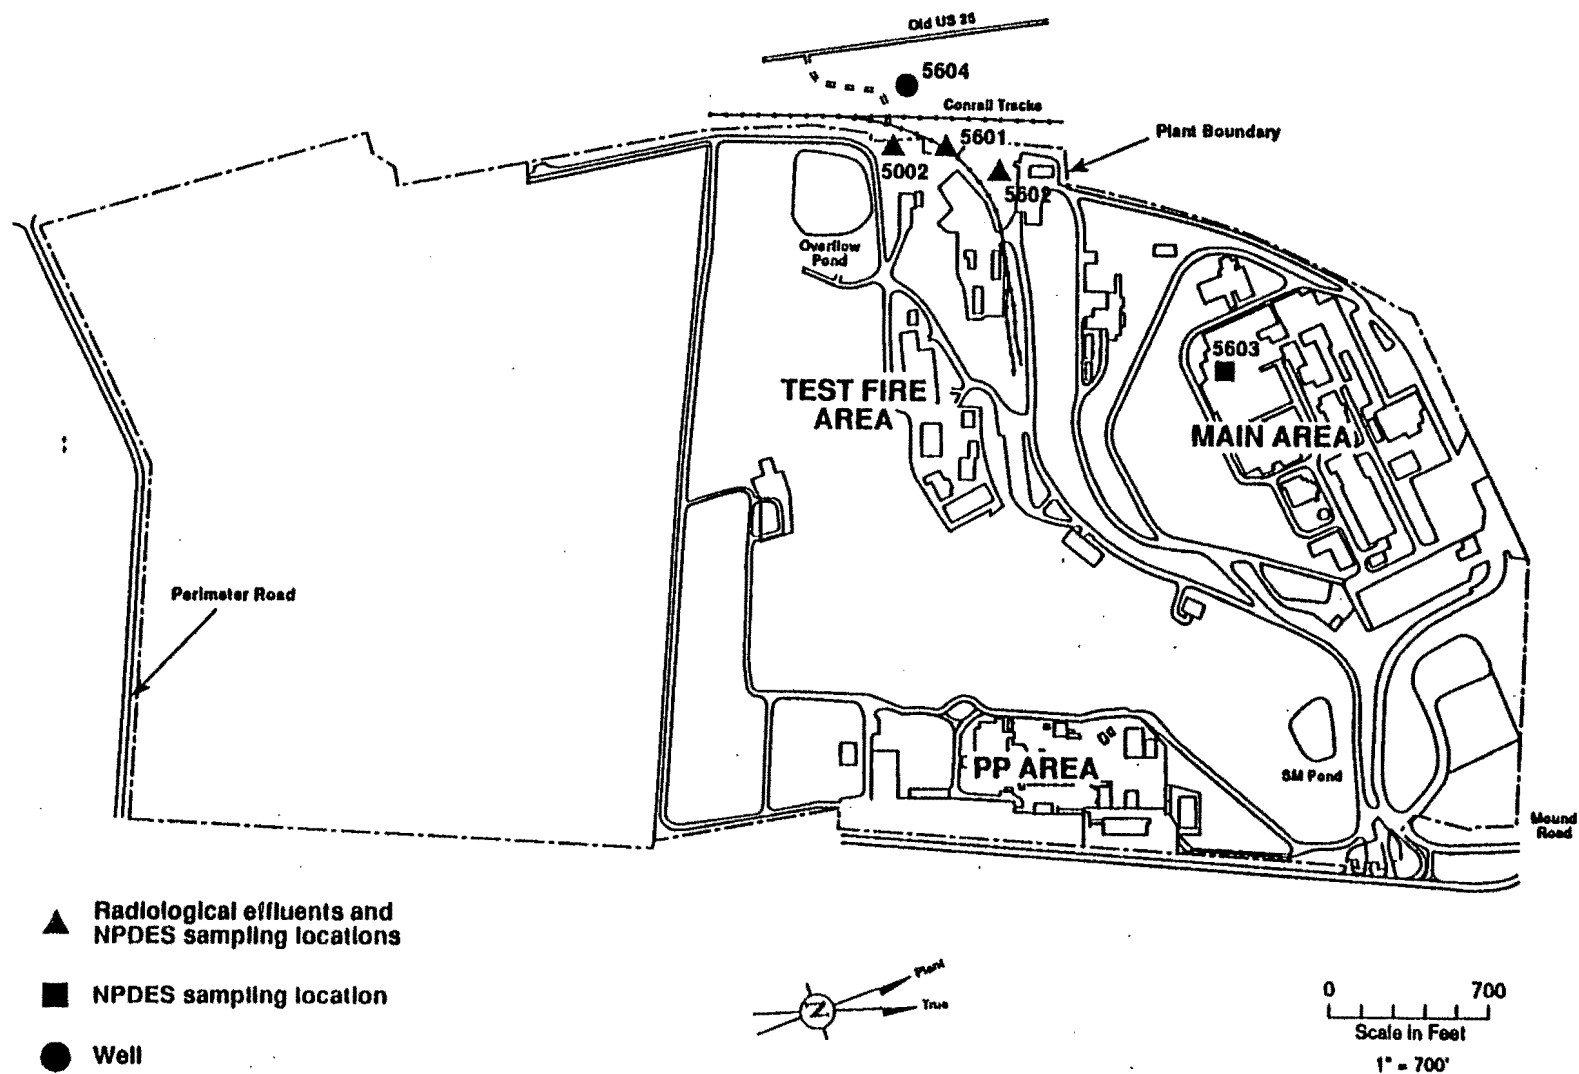 Old US 25
5604
Conrail Tracks
5601
Plant Boundary
5002
5602
Overflow
Pond
5603
TEST FIRE
AREA
MAIN AREA
Perimeter Road
PP AREA
SM Pond
Mound
Road
Radiological effluents and
NPDES sampling locations
NPDES sampling location
Well
Plant
True
N
0 700
Scale in Feet
1" = 700'